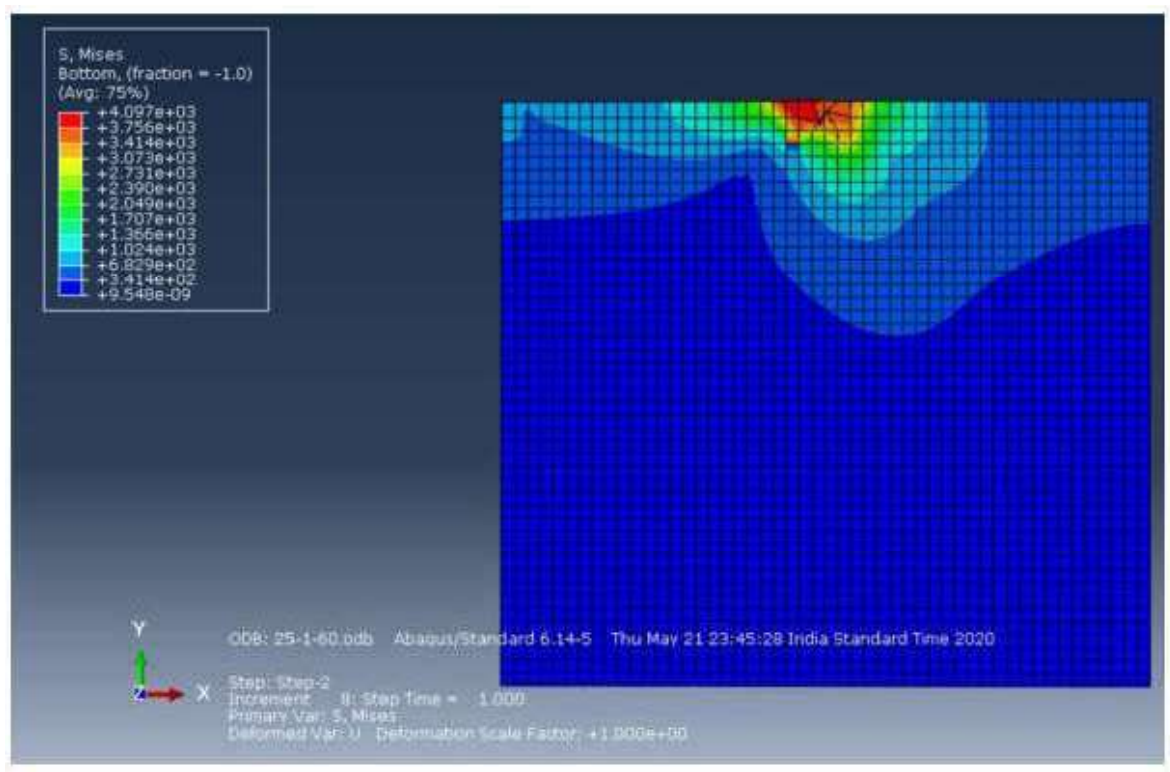 S, Mises
Bottom, (fraction = -1.0)
(Avg: 75%)
+4.097e+03
+3.756e+03
+3.414e+03
+3.073e+03
+2.731e+03
+2.390e+03
+2.049e+03
+1.707e+03
+1.366e+03
+1.024e+03
+6.829e+02
+3.414e+02
+9.548e-09
Y
Z
X
ODB: 25-1-60.odb Abaqus/Standard 6.14-5 Thu May 21 23:45:28 India Standard Time 2020
Step: Step-2
Increment 8: Step Time = 1.000
Primary Var: S, Mises
Deformed Var: U Deformation Scale Factor: +1.000e+00